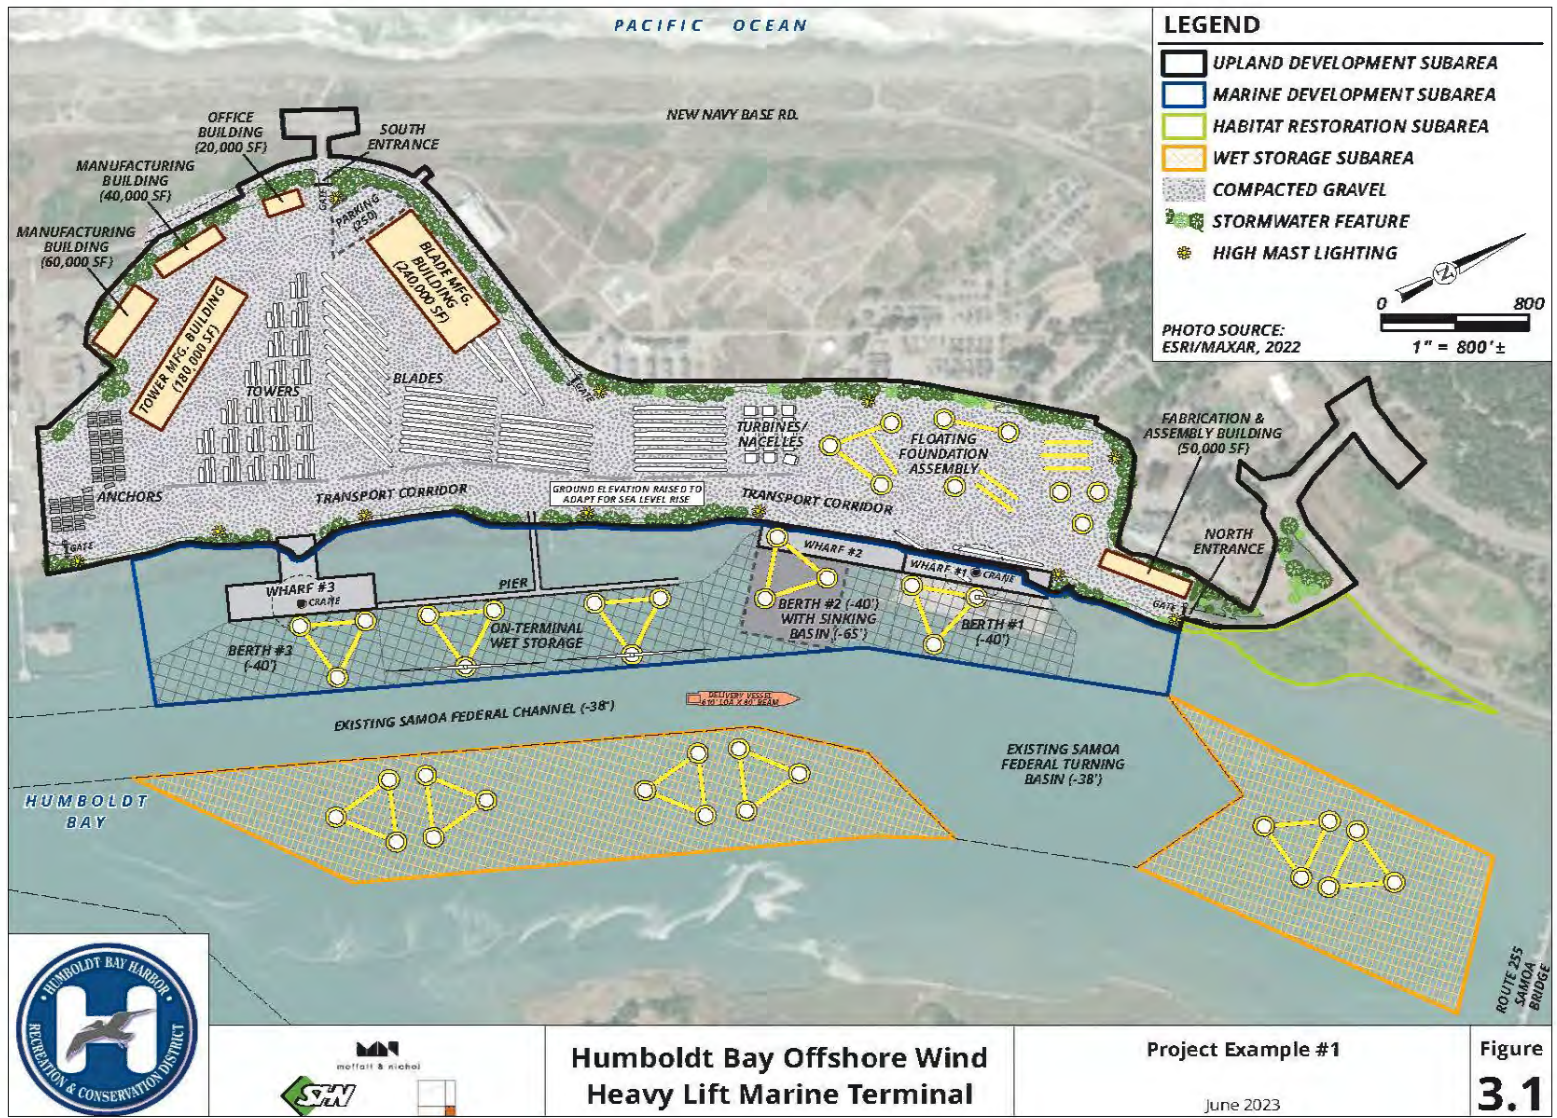 PACIFIC OCEAN
NEW NAVY BASE RD.
LEGEND
UPLAND DEVELOPMENT SUBAREA
MARINE DEVELOPMENT SUBAREA
HABITAT RESTORATION SUBAREA
WET STORAGE SUBAREA
COMPACTED GRAVEL
STORMWATER FEATURE
HIGH MAST LIGHTING
N
0 800
1" = 800'±
PHOTO SOURCE:
ESRI/MAXAR, 2022
OFFICE
BUILDING
(20,000 SF)
SOUTH
ENTRANCE
MANUFACTURING
BUILDING
(40,000 SF)
MANUFACTURING
BUILDING
(60,000 SF)
GATE
PARKING
(250)
BLADE MFG.
BUILDING
(240,000 SF)
TOWER MFG. BUILDING
(180,000 SF)
TOWERS
BLADES
GATE
TURBINES/
NACELLES
FLOATING
FOUNDATION
ASSEMBLY
FABRICATION &
ASSEMBLY BUILDING
(50,000 SF)
ANCHORS
TRANSPORT CORRIDOR
GROUND ELEVATION RAISED TO
ADAPT FOR SEA LEVEL RISE
TRANSPORT CORRIDOR
NORTH
ENTRANCE
GATE
WHARF #3
CRANE
PIER
WHARF #2
WHARF #1
CRANE
GATE
BERTH #3
(-40')
ON-TERMINAL
WET STORAGE
BERTH #2 (-40')
WITH SINKING
BASIN (-65')
BERTH #1
(-40')
EXISTING SAMOA FEDERAL CHANNEL (-38')
DELIVERY VESSEL
610' LOA X 80' BEAM
EXISTING SAMOA
FEDERAL TURNING
BASIN (-38')
HUMBOLDT
BAY
ROUTE 255
SAMOA
BRIDGE
HUMBOLDT BAY HARBOR
H
RECREATION & CONSERVATION DISTRICT
moffatt & nichol
SHN
Humboldt Bay Offshore Wind
Heavy Lift Marine Terminal
Project Example #1
June 2023
Figure
3.1